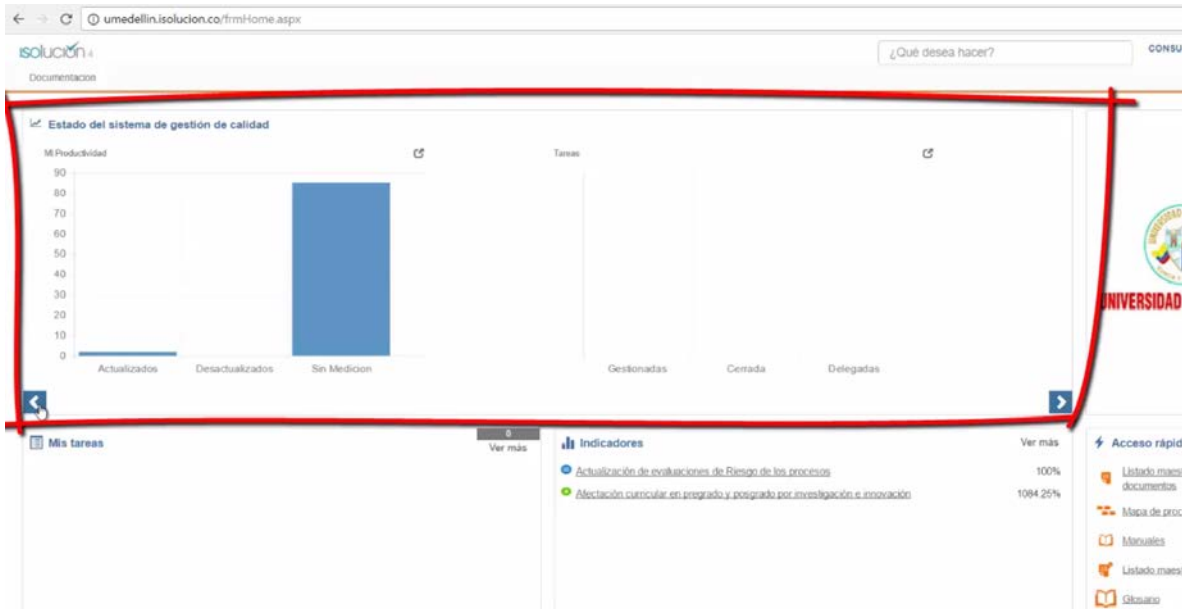 umedellin.isolucion.co/frmHome.aspx
ISOlución 4
¿Qué desea hacer?
CONSU
Documentacion
Estado del sistema de gestión de calidad
Mi Productividad
Tareas
90
80
70
60
50
40
30
20
10
0
Actualizados Desactualizados Sin Medicion
Gestionadas Cerrada Delegadas
UNIVERSIDAD
Mis tareas
0
Ver más
Indicadores
Ver más
Actualización de evaluaciones de Riesgo de los procesos 100%
Afectación curricular en pregrado y posgrado por investigación e innovación 1084.25%
Acceso rápid
Listado maes
documentos
Mapa de proc
Manuales
Listado maes
Glosario